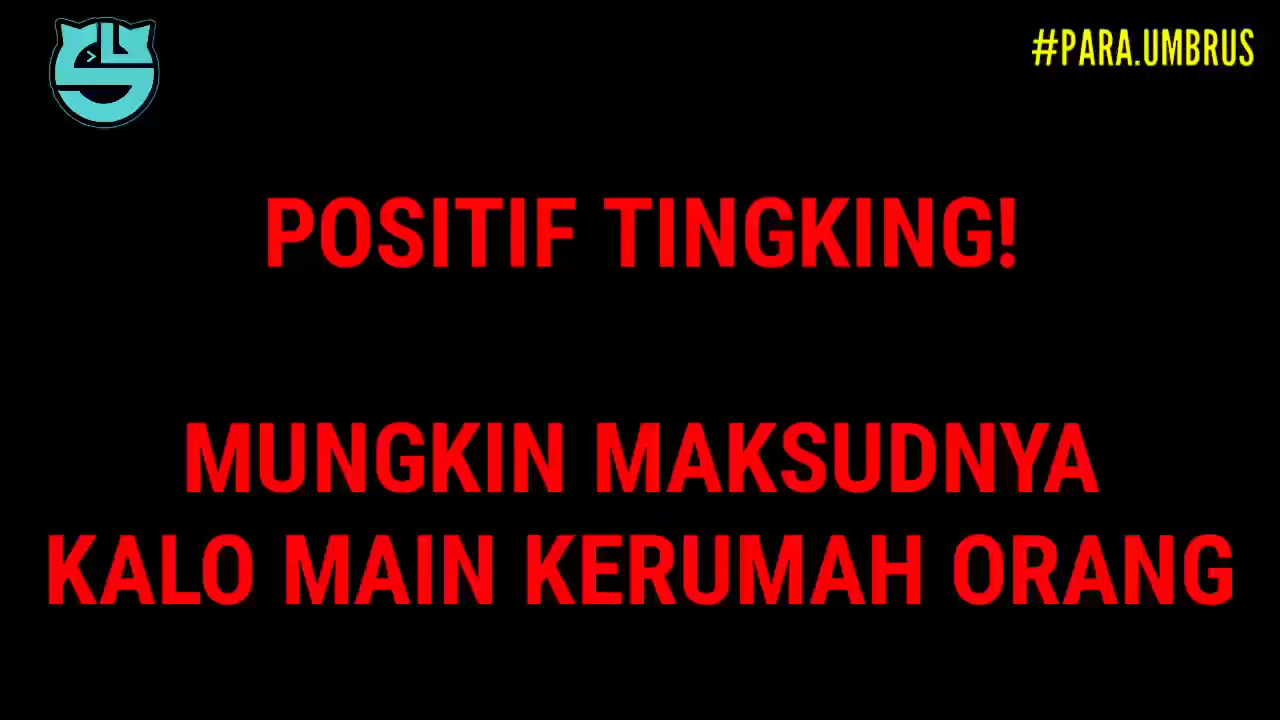 #PARA.UMBRUS
POSITIF TINGKING!
MUNGKIN MAKSUDNYA
KALO MAIN KERUMAH ORANG